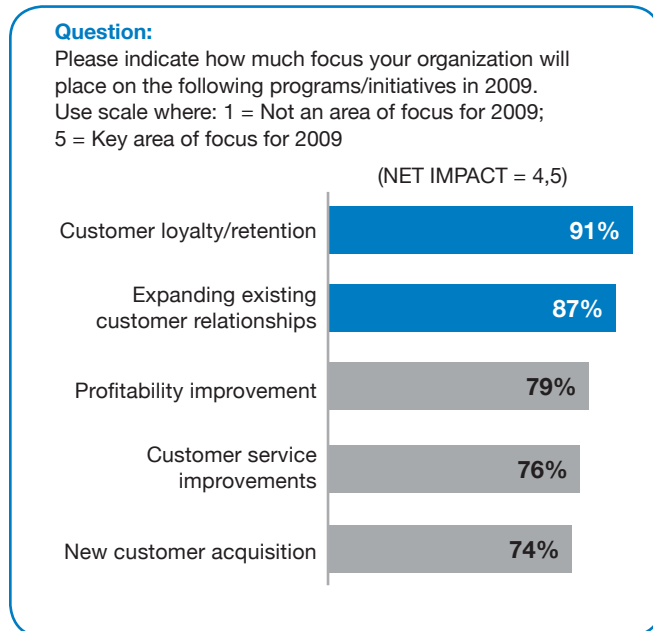 Question:
Please indicate how much focus your organization will
place on the following programs/initiatives in 2009.
Use scale where: 1 = Not an area of focus for 2009;
5 = Key area of focus for 2009
(NET IMPACT = 4,5)
Customer loyalty/retention 91%
Expanding existing
customer relationships 87%
Profitability improvement 79%
Customer service
improvements 76%
New customer acquisition 74%